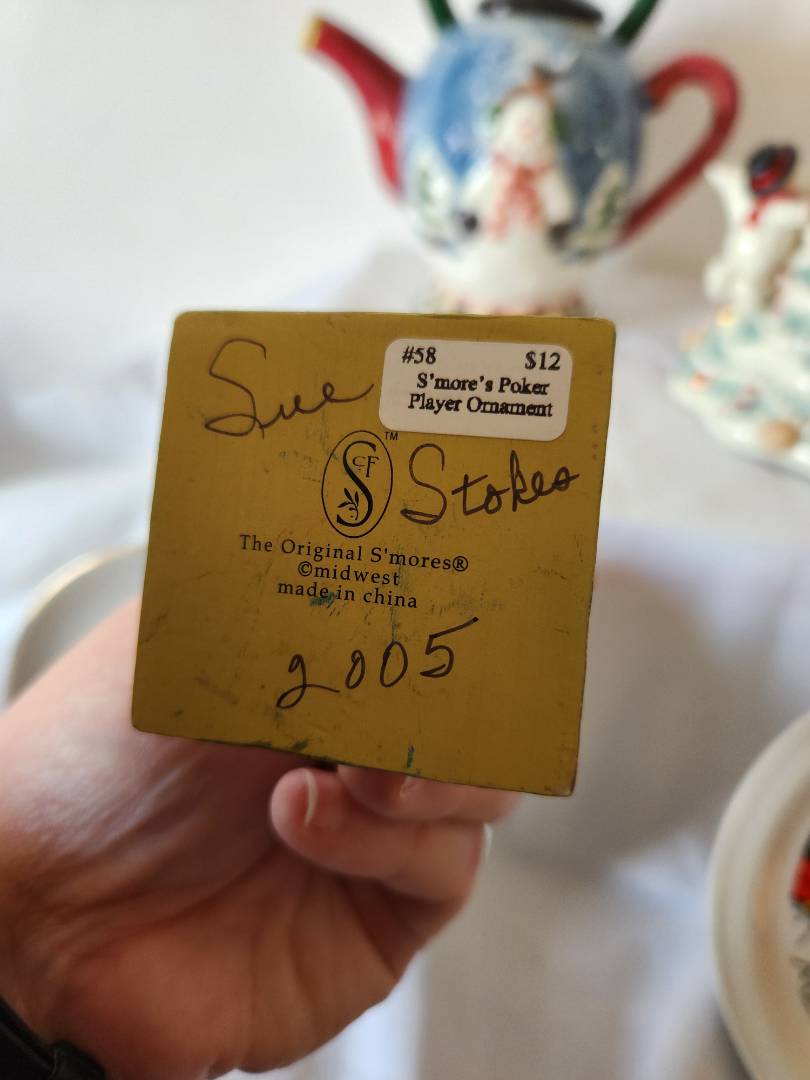 #58 $12
S'more's Poker
Player Ornament
Sue
SCF™
Stokes
The Original S'mores®
©midwest
made in china
2005